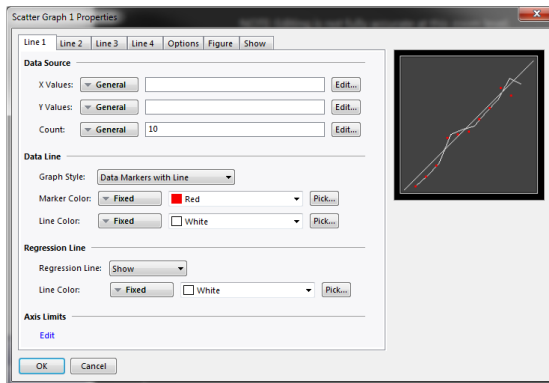 Scatter Graph 1 Properties
Line 1 Line 2 Line 3 Line 4 Options Figure Show
Data Source
X Values: General Edit...
Y Values: General Edit...
Count: General 10 Edit...
Data Line
Graph Style: Data Markers with Line
Marker Color: Fixed Red Pick...
Line Color: Fixed White Pick...
Regression Line
Regression Line: Show
Line Color: Fixed White Pick...
Axis Limits
Edit
OK Cancel